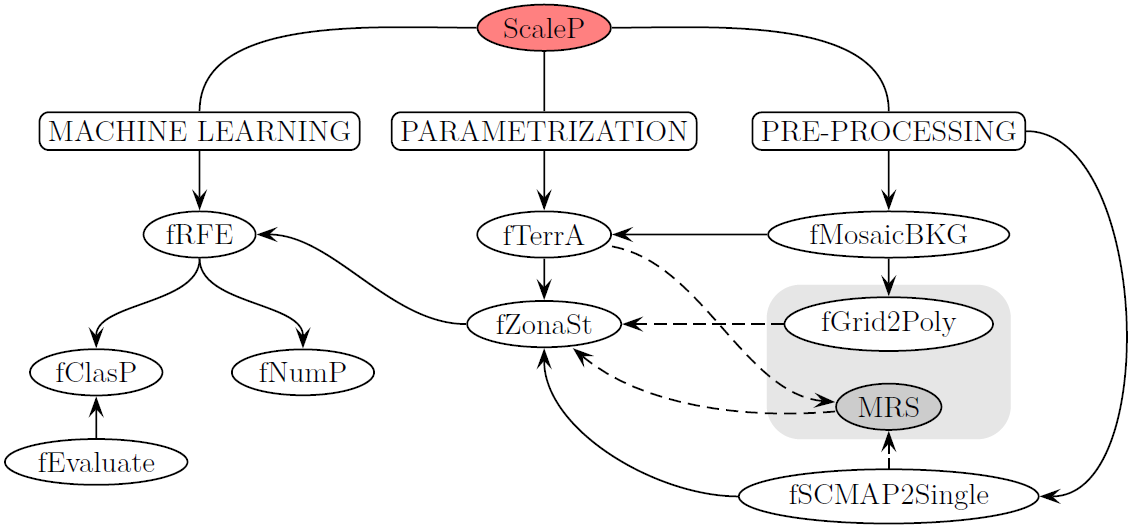 ScaleP
MACHINE LEARNING
PARAMETRIZATION
PRE-PROCESSING
fRFE
fTerrA
fMosaicBKG
fZonaSt
fGrid2Poly
fClasP
fNumP
MRS
fEvaluate
fSCMAP2Single